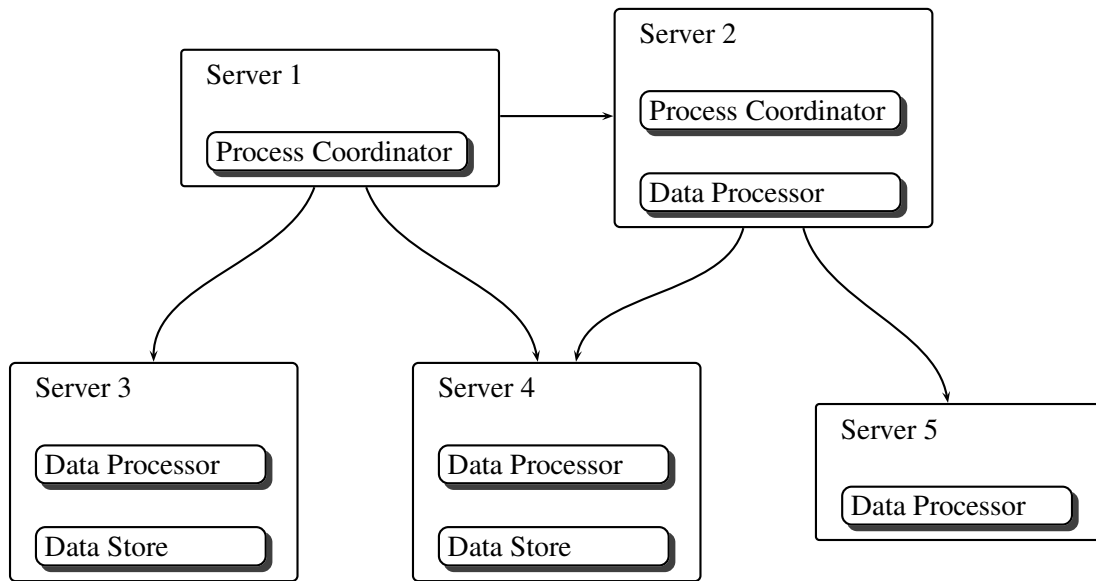 Server 1
Process Coordinator
Server 2
Process Coordinator
Data Processor
Server 3
Data Processor
Data Store
Server 4
Data Processor
Data Store
Server 5
Data Processor